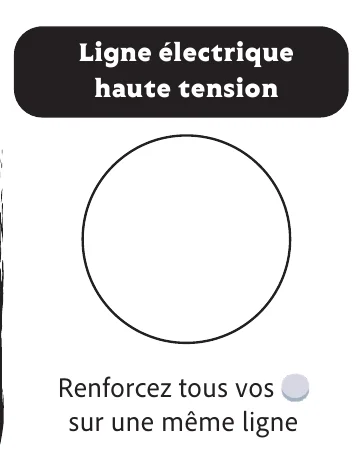 Ligne électrique
haute tension
Renforcez tous vos
sur une même ligne